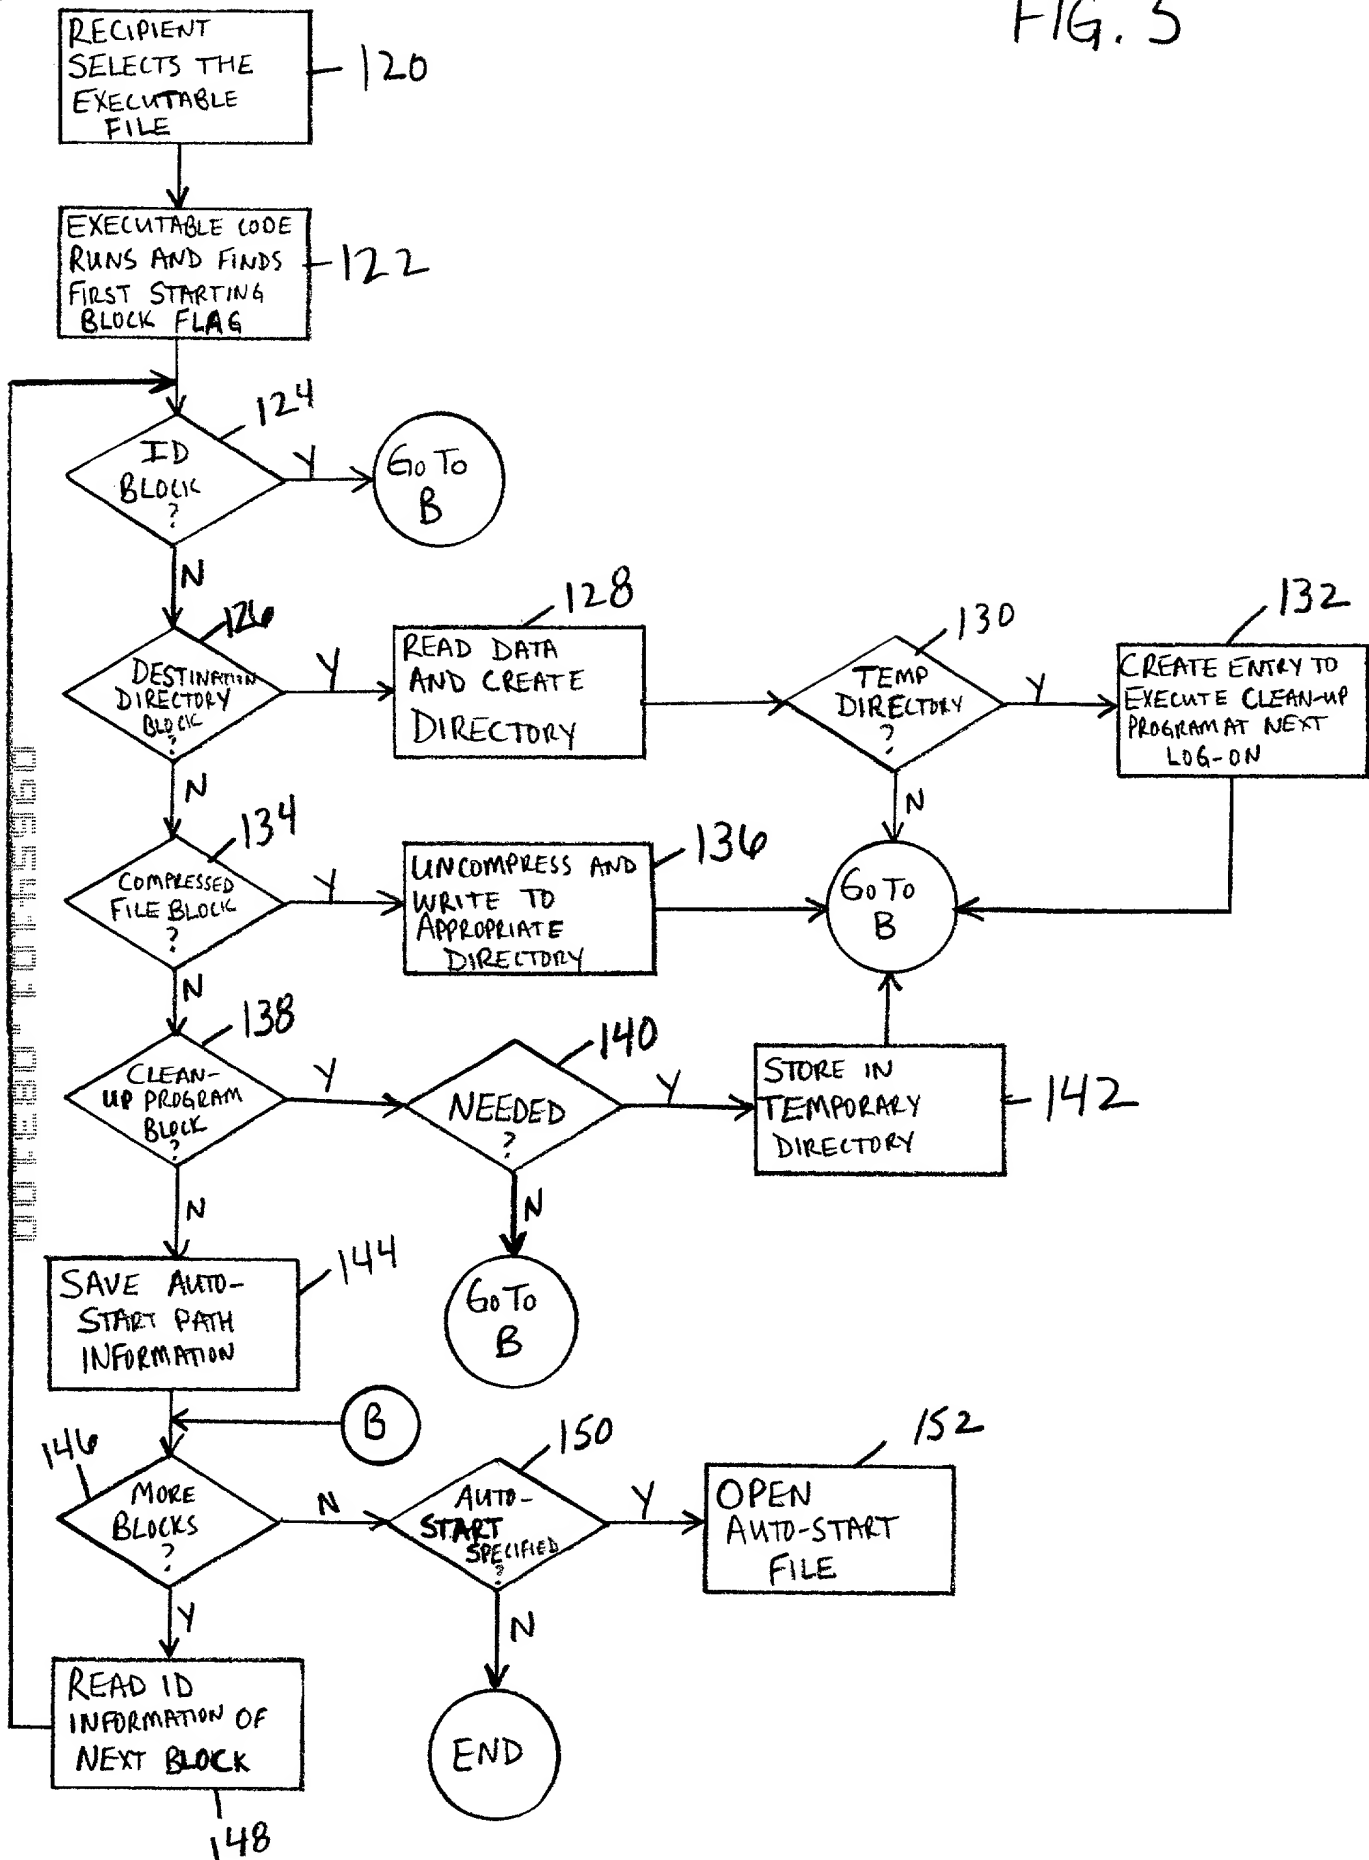 FIG. 5
RECIPIENT
SELECTS THE
EXECUTABLE
FILE
120
EXECUTABLE CODE
RUNS AND FINDS
FIRST STARTING
BLOCK FLAG
122
124
ID
BLOCK
?
Y
GO TO
B
N
126
DESTINATION
DIRECTORY
BLOCK
?
Y
128
READ DATA
AND CREATE
DIRECTORY
130
TEMP
DIRECTORY
?
Y
132
CREATE ENTRY TO
EXECUTE CLEAN-UP
PROGRAM AT NEXT
LOG-ON
N
N
134
COMPRESSED
FILE BLOCK
?
Y
UNCOMPRESS AND
WRITE TO
APPROPRIATE
DIRECTORY
136
GO TO
B
N
138
CLEAN-
UP PROGRAM
BLOCK
?
Y
140
NEEDED
?
Y
STORE IN
TEMPORARY
DIRECTORY
142
N
N
GO TO
B
SAVE AUTO-
START PATH
INFORMATION
144
B
146
MORE
BLOCKS
?
N
150
AUTO-
START
SPECIFIED
?
Y
152
OPEN
AUTO-START
FILE
Y
N
READ ID
INFORMATION OF
NEXT BLOCK
148
END